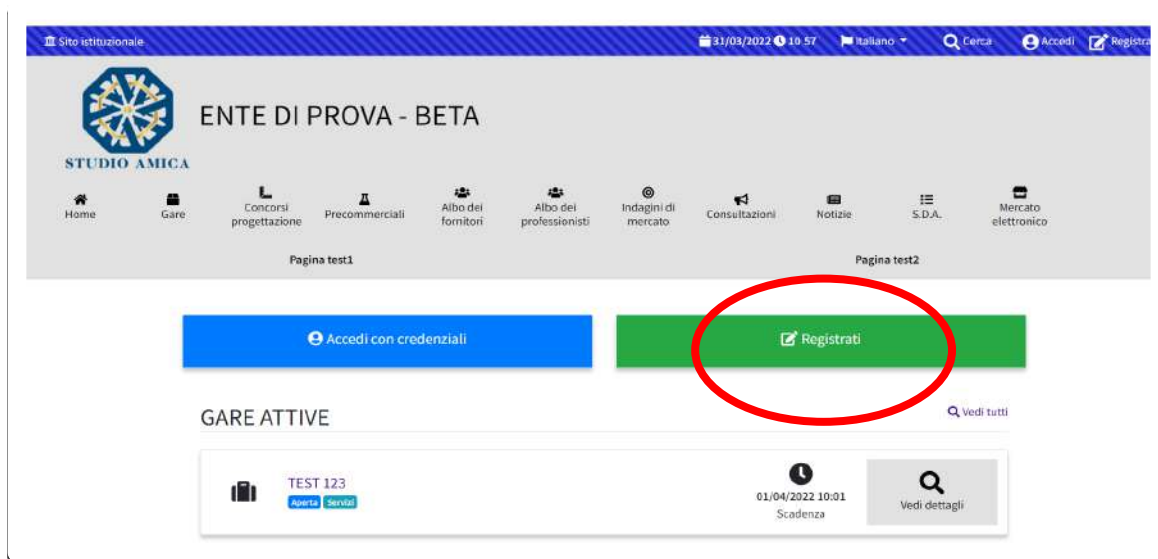 Sito istituzionale
31/03/2022 10 57 Italiano Cerca Accedi Registra
ENTE DI PROVA - BETA
STUDIO AMICA
Home
Gare
Concorsi
progettazione
Precommerciali
Albo dei
fornitori
Albo dei
professionisti
Indagini di
mercato
Consultazioni
Notizie
S.D.A.
Mercato
elettronico
Pagina test1
Pagina test2
Accedi con credenziali
Registrati
GARE ATTIVE
Vedi tutti
TEST 123
Aperta Servizi
01/04/2022 10:01
Scadenza
Vedi dettagli